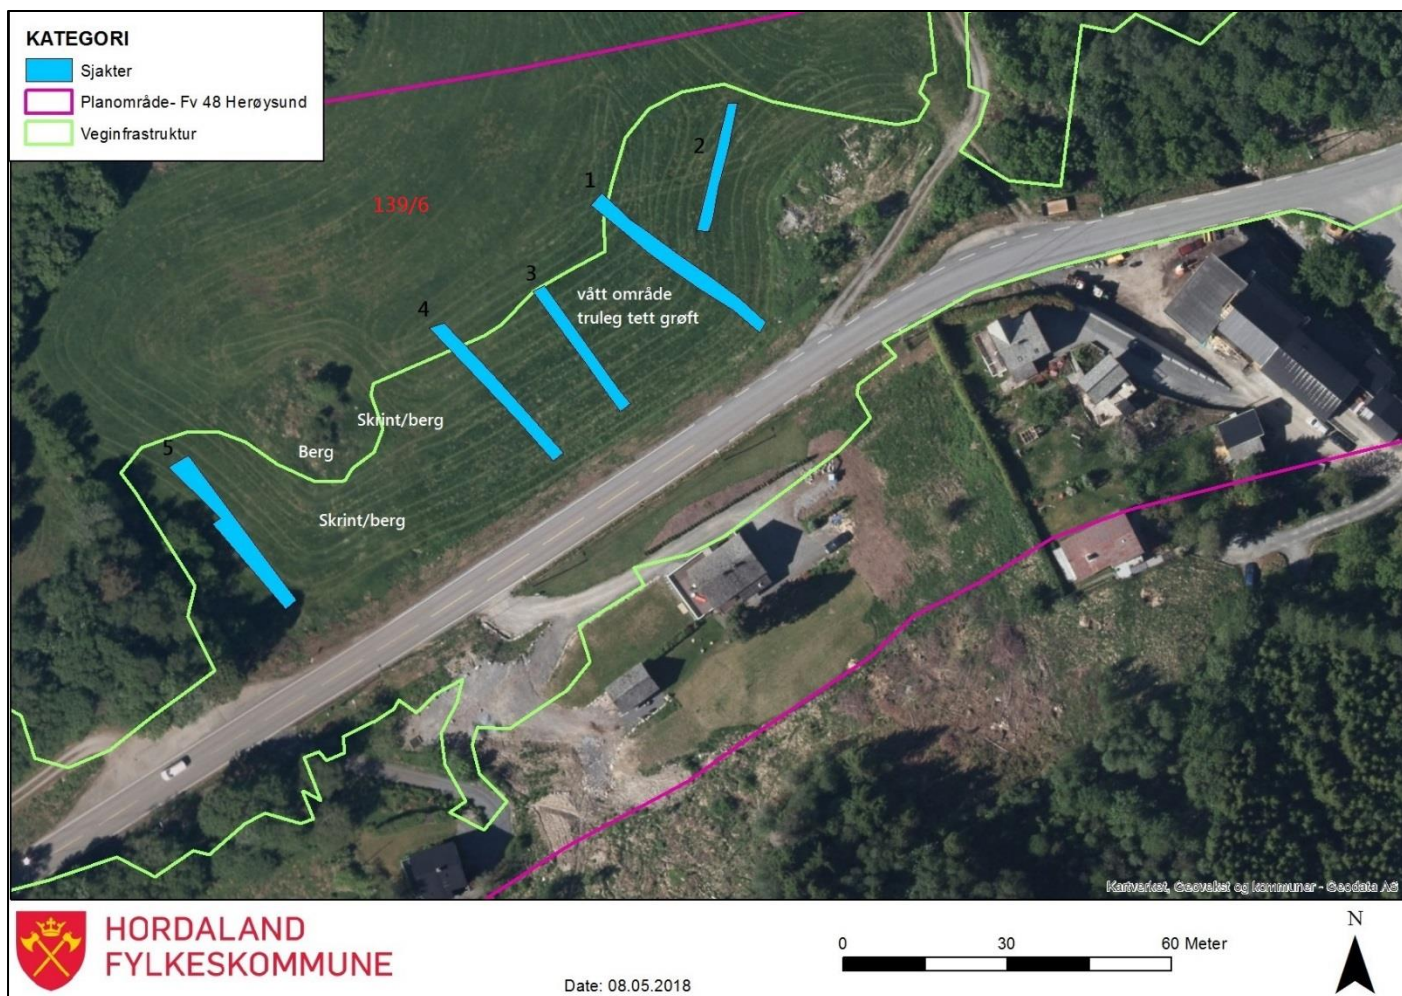 KATEGORI
Sjakter
Planområde- Fv 48 Herøysund
Veginfrastruktur
2
1
139/6
3
vått område
truleg tett grøft
4
Skrint/berg
Berg
5
Skrint/berg
Kartverket, Geovekst og kommuner - Geodata AS
HORDALAND
FYLKESKOMMUNE
Date: 08.05.2018
0 30 60 Meter
N